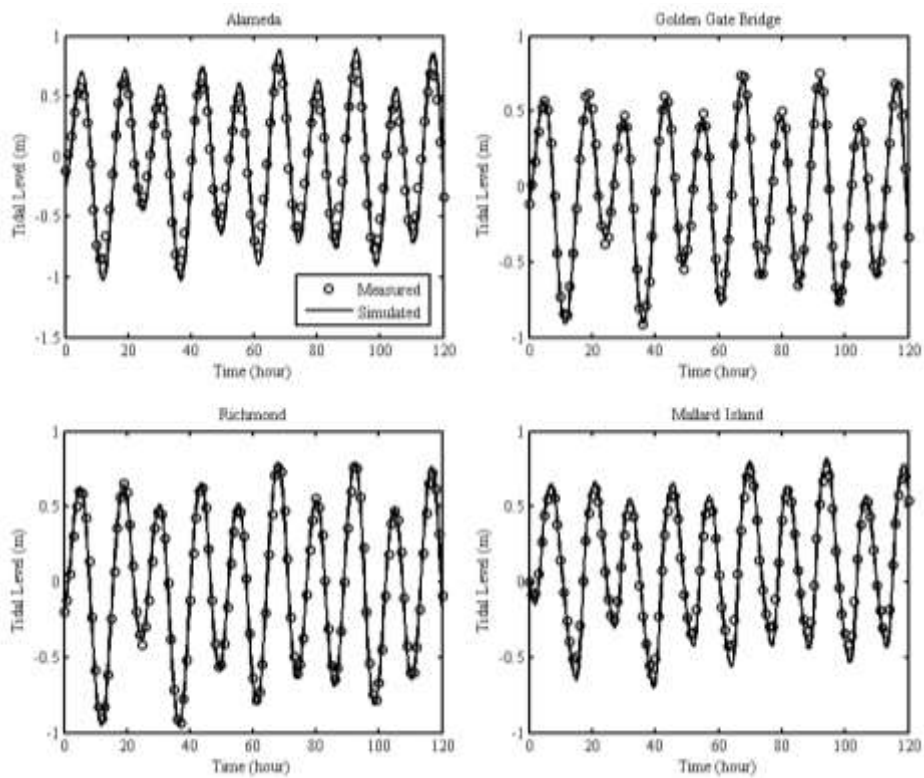 Alameda
Tidal Level (m)
1
0.5
0
-0.5
-1
-1.5
Measured
Simulated
0 20 40 60 80 100 120
Time (hour)
Golden Gate Bridge
Tidal Level (m)
1
0.5
0
-0.5
-1
0 20 40 60 80 100 120
Time (hour)
Richmond
Tidal Level (m)
1
0.5
0
-0.5
-1
0 20 40 60 80 100 120
Time (hour)
Mallard Island
Tidal Level (m)
1
0.5
0
-0.5
-1
0 20 40 60 80 100 120
Time (hour)